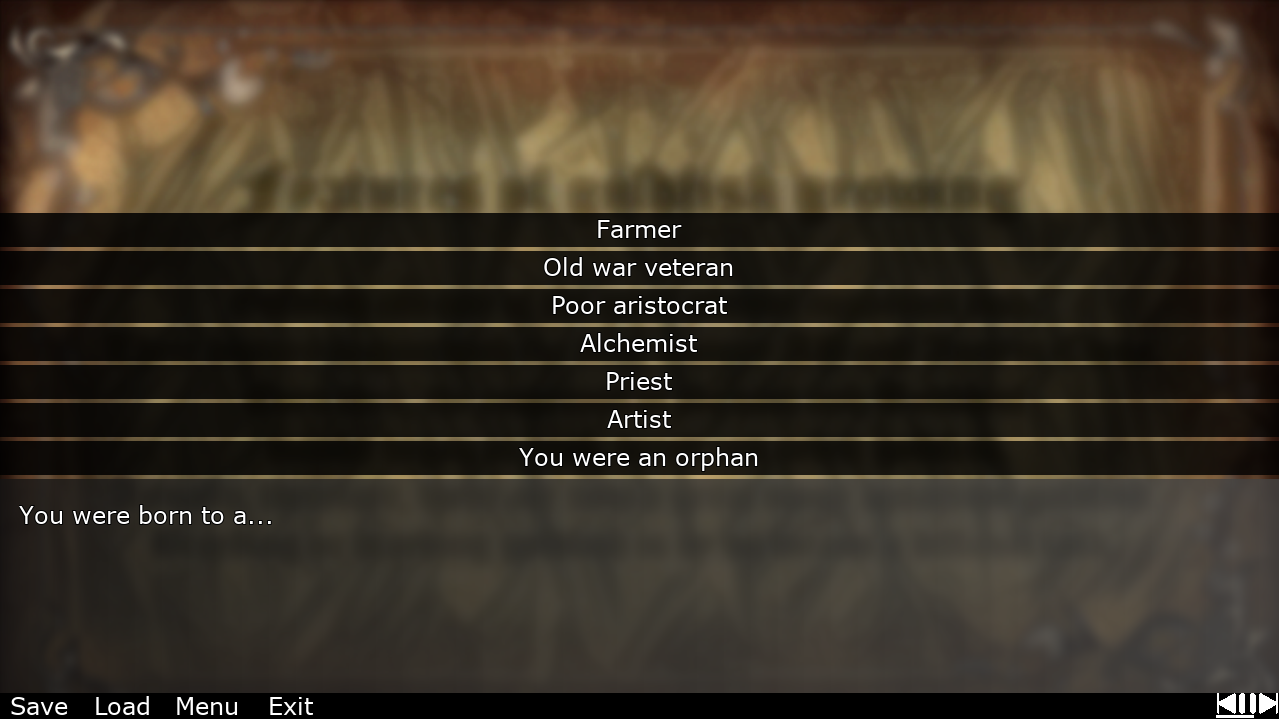 Farmer
Old war veteran
Poor aristocrat
Alchemist
Priest
Artist
You were an orphan
You were born to a...
Save Load Menu Exit